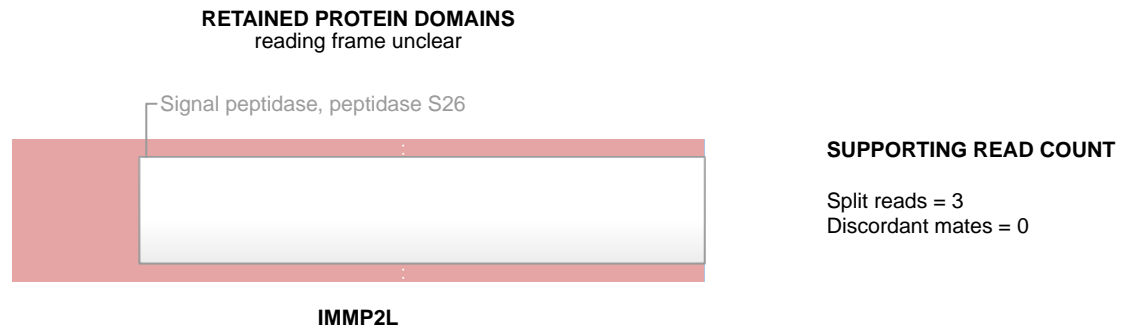 RETAINED PROTEIN DOMAINS
reading frame unclear
Signal peptidase, peptidase S26
SUPPORTING READ COUNT
Split reads = 3
Discordant mates = 0
IMMP2L